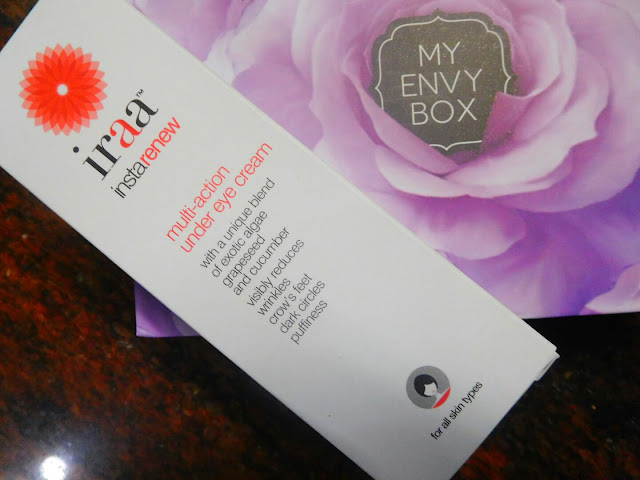 iraa™
instarenew
multi-action
under eye cream
with a unique blend
of exotic algae
grapeseed
and cucumber
visibly reduces
wrinkles
crow's feet
dark circles
puffiness
for all skin types
MY
ENVY
BOX